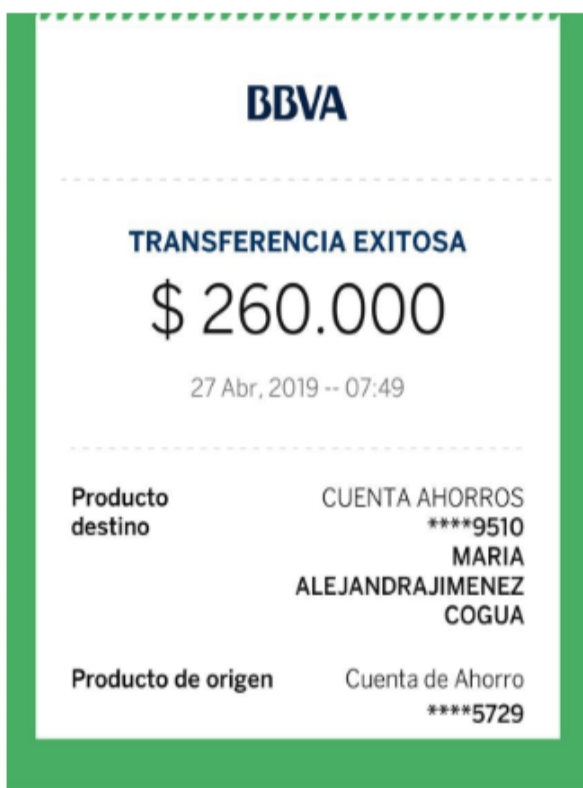 BBVA
TRANSFERENCIA EXITOSA
$ 260.000
27 Abr, 2019 -- 07:49
Producto destino
CUENTA AHORROS
****9510
MARIA
ALEJANDRAJIMENEZ
COGUA
Producto de origen
Cuenta de Ahorro
****5729